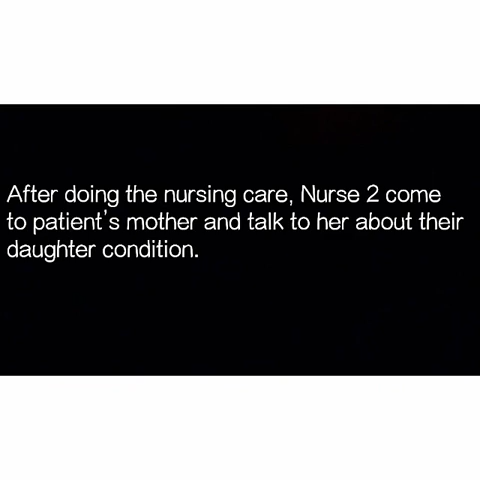 After doing the nursing care, Nurse 2 come
to patient's mother and talk to her about their
daughter condition.